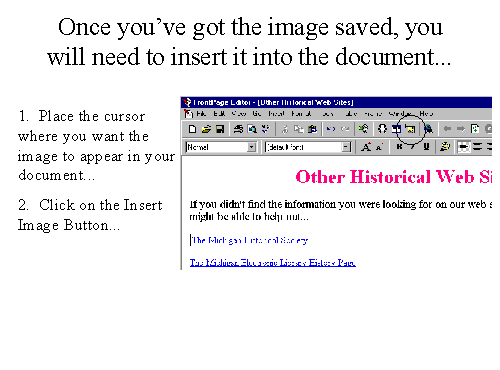 Once you've got the image saved, you
will need to insert it into the document...
1. Place the cursor
where you want the
image to appear in your
document...
2. Click on the Insert
Image Button...
FrontPage Editor - [Other Historical Web Sites]
File Edit View Go Insert Format Tools Table Frame Window Help
Normal (default font)
Other Historical Web Si
If you didn't find the information you were looking for on our web s
might be able to help out...
The Michigan Historical Society
The Michigan Electronic Library History Page